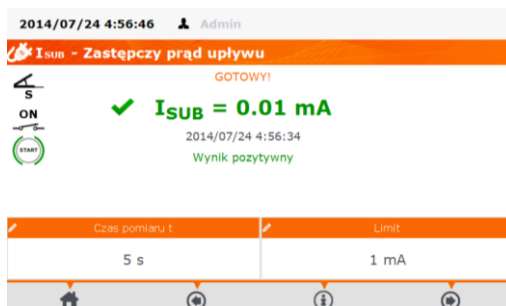 2014/07/24 4:56:46 Admin
ISUB - Zastępczy prąd upływu
GOTOWY!
S
ON
ISUB = 0.01 mA
START
2014/07/24 4:56:34
Wynik pozytywny
Czas pomiaru t Limit
5 s 1 mA